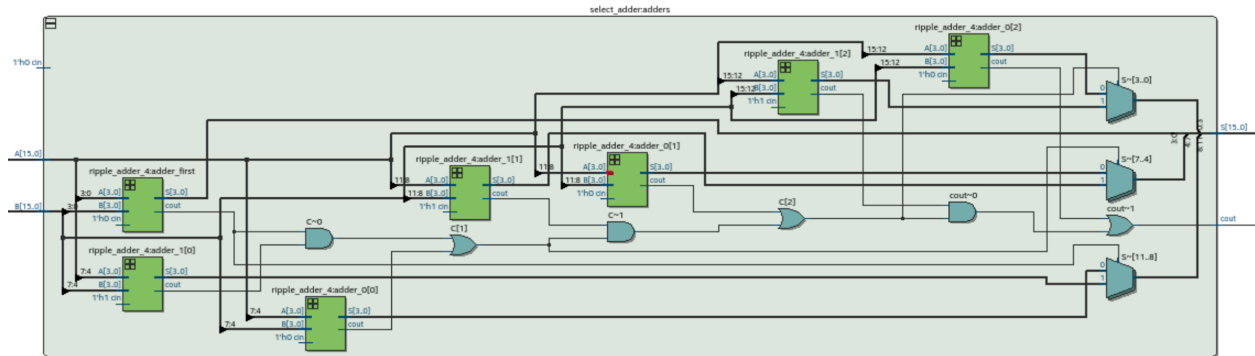 select_adder:adders
1'h0 cin
A[15..0]
B[15..0]
ripple_adder_4:adder_first
3:0
A[3..0]
S[3..0]
3:0
B[3..0]
cout
1'h0 cin
ripple_adder_4:adder_1[0]
7:4
A[3..0]
S[3..0]
7:4
B[3..0]
cout
1'h1 cin
ripple_adder_4:adder_0[0]
7:4
A[3..0]
S[3..0]
7:4
B[3..0]
cout
1'h0 cin
C~0
ripple_adder_4:adder_1[1]
11:8
A[3..0]
S[3..0]
11:8
B[3..0]
cout
1'h1 cin
C[1]
ripple_adder_4:adder_0[1]
11:8
A[3..0]
S[3..0]
11:8
B[3..0]
cout
1'h0 cin
C~1
ripple_adder_4:adder_1[2]
15:12
A[3..0]
S[3..0]
15:12
B[3..0]
cout
1'h1 cin
C[2]
ripple_adder_4:adder_0[2]
15:12
A[3..0]
S[3..0]
15:12
B[3..0]
cout
1'h0 cin
cout~0
cout~1
S~[3..0]
0
1
S~[7..4]
0
1
S~[11..8]
0
1
S[15..0]
cout